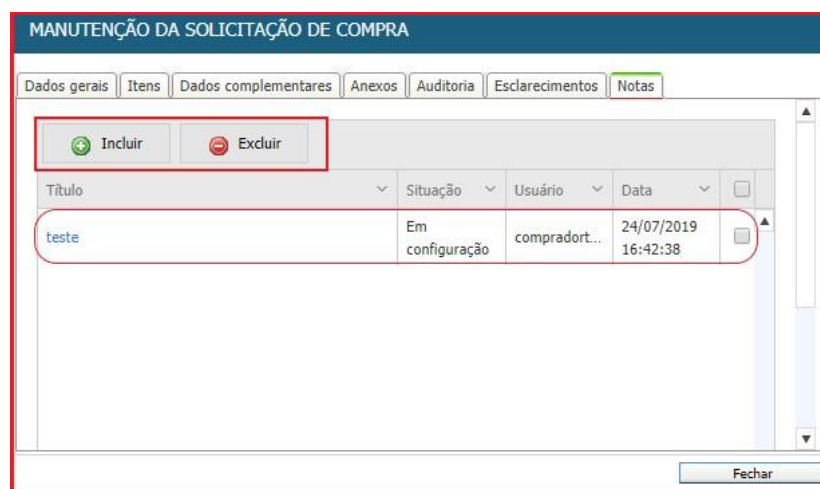 MANUTENÇÃO DA SOLICITAÇÃO DE COMPRA
Dados gerais Itens Dados complementares Anexos Auditoria Esclarecimentos Notas
Incluir Excluir
Título Situação Usuário Data
teste Em configuração compradort... 24/07/2019 16:42:38
Fechar